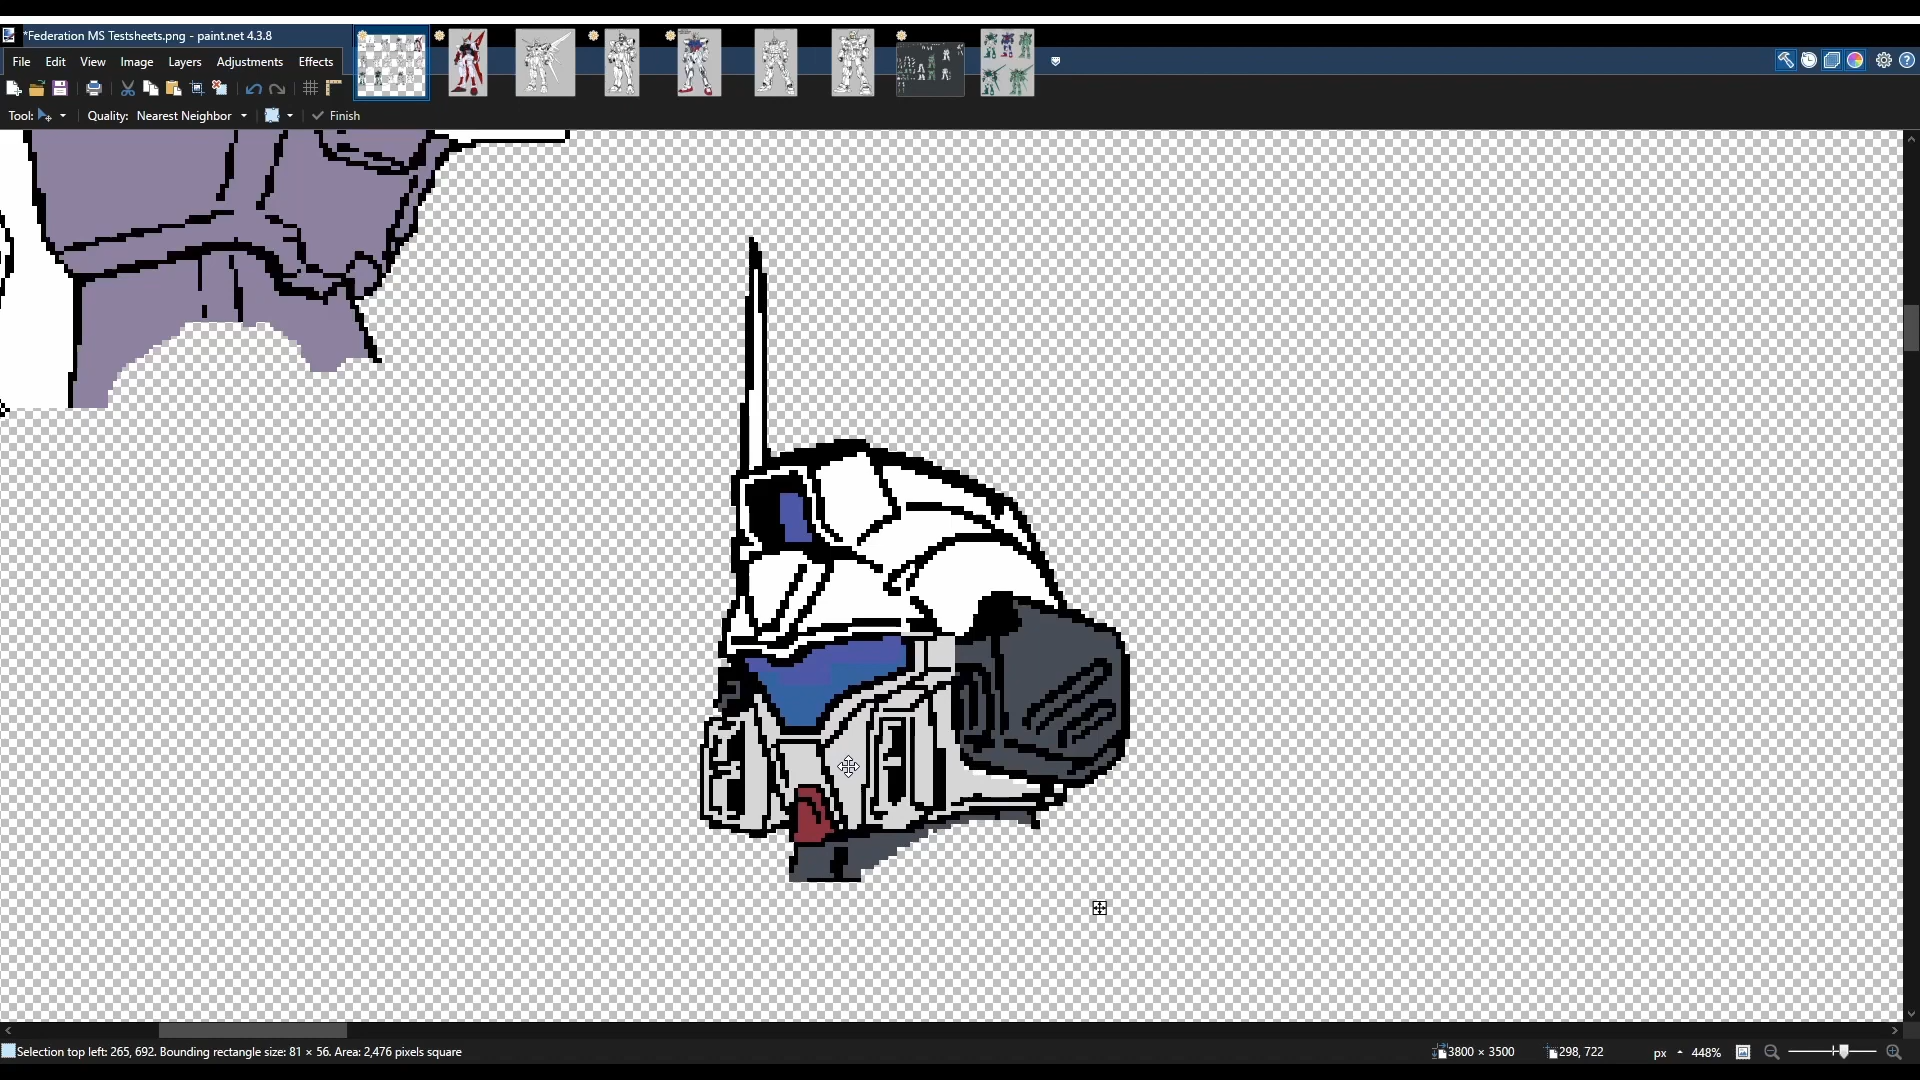 *Federation MS Testsheets.png - paint.net 4.3.8
File Edit View Image Layers Adjustments Effects
Tool: Quality: Nearest Neighbor Finish
Selection top left: 265, 692. Bounding rectangle size: 81 × 56. Area: 2,476 pixels square 3800 × 3500 298, 722 px 448%